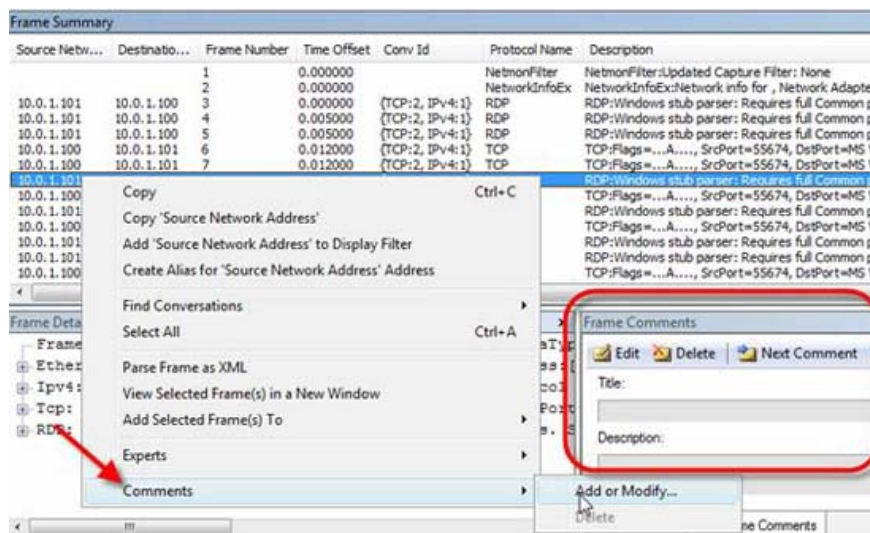 Frame Summary
Source Netw... Destinatio... Frame Number Time Offset Conv Id Protocol Name Description
1 0.000000 NetmonFilter NetmonFilter:Updated Capture Filter: None
2 0.000000 NetworkInfoEx NetworkInfoEx:Network info for , Network Adapte
10.0.1.101 10.0.1.100 3 0.000000 {TCP:2, IPv4:1} RDP RDP:Windows stub parser: Requires full Common p
10.0.1.101 10.0.1.100 4 0.005000 {TCP:2, IPv4:1} RDP RDP:Windows stub parser: Requires full Common p
10.0.1.101 10.0.1.100 5 0.005000 {TCP:2, IPv4:1} RDP RDP:Windows stub parser: Requires full Common p
10.0.1.100 10.0.1.101 6 0.012000 {TCP:2, IPv4:1} TCP TCP:Flags=...A...., SrcPort=55674, DstPort=MS
10.0.1.100 10.0.1.101 7 0.012000 {TCP:2, IPv4:1} TCP TCP:Flags=...A...., SrcPort=55674, DstPort=MS
10.0.1.101 RDP:Windows stub parser: Requires full Common p
10.0.1.100 TCP:Flags=...A...., SrcPort=55674, DstPort=MS
10.0.1.101 RDP:Windows stub parser: Requires full Common p
10.0.1.100 TCP:Flags=...A...., SrcPort=55674, DstPort=MS
10.0.1.101 RDP:Windows stub parser: Requires full Common p
10.0.1.101 RDP:Windows stub parser: Requires full Common p
10.0.1.100 TCP:Flags=...A...., SrcPort=55674, DstPort=MS
Copy Ctrl+C
Copy 'Source Network Address'
Add 'Source Network Address' to Display Filter
Create Alias for 'Source Network Address' Address
Find Conversations
Select All Ctrl+A
Parse Frame as XML
View Selected Frame(s) in a New Window
Add Selected Frame(s) To
Experts
Comments
Add or Modify...
Delete
Frame Deta
Frame
Ether
Ipv4:
Tcp:
RDP:
Frame Comments
Edit Delete Next Comment
Title:
Description:
me Comments